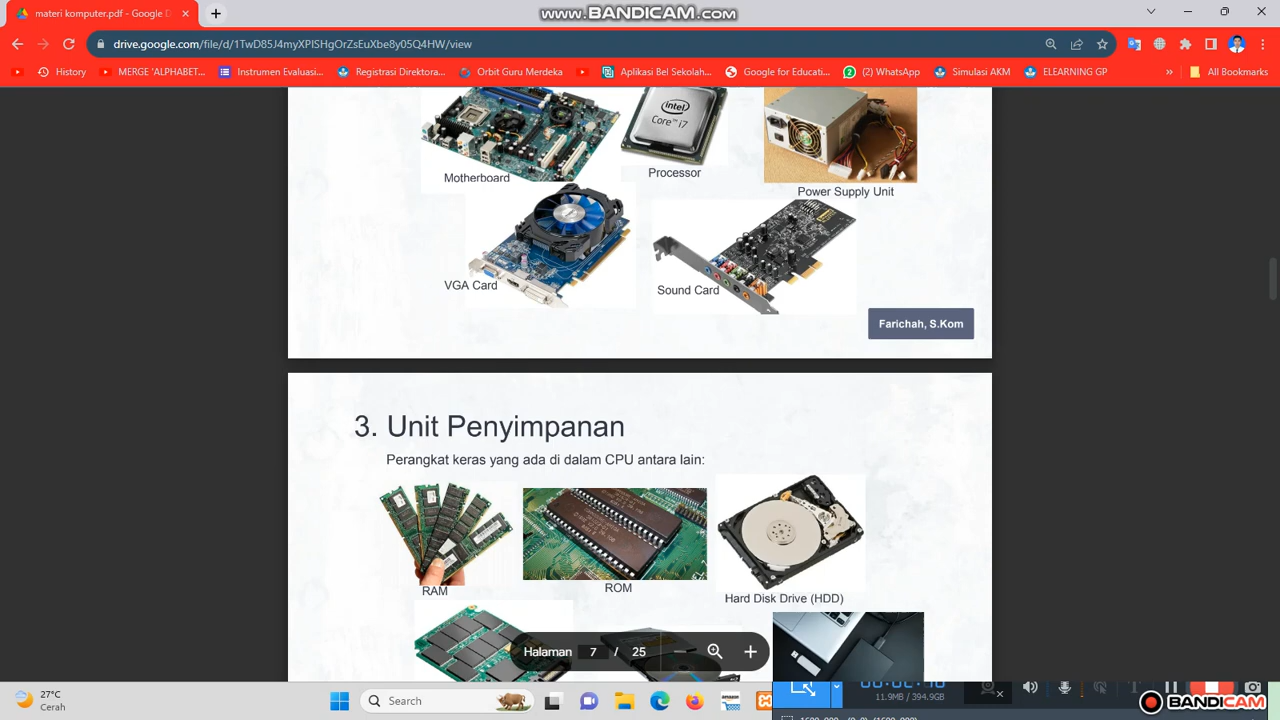 materi komputer.pdf - Google D
www.BANDICAM.com
drive.google.com/file/d/1TwD85J4myXPISHgOrZsEuXbe8y05Q4HW/view
History
MERGE 'ALPHABET...
Instrumen Evaluasi...
Registrasi Direktora...
Orbit Guru Merdeka
Aplikasi Bel Sekolah...
Google for Educati...
(2) WhatsApp
Simulasi AKM
ELEARNING GP
»
All Bookmarks
intel
Core™ i7
Motherboard
Processor
Power Supply Unit
VGA Card
Sound Card
Farichah, S.Kom
3. Unit Penyimpanan
Perangkat keras yang ada di dalam CPU antara lain:
RAM
ROM
Hard Disk Drive (HDD)
Halaman 7 / 25
27°C
Cerah
Search
11.9MB / 394.9GB
BANDICAM